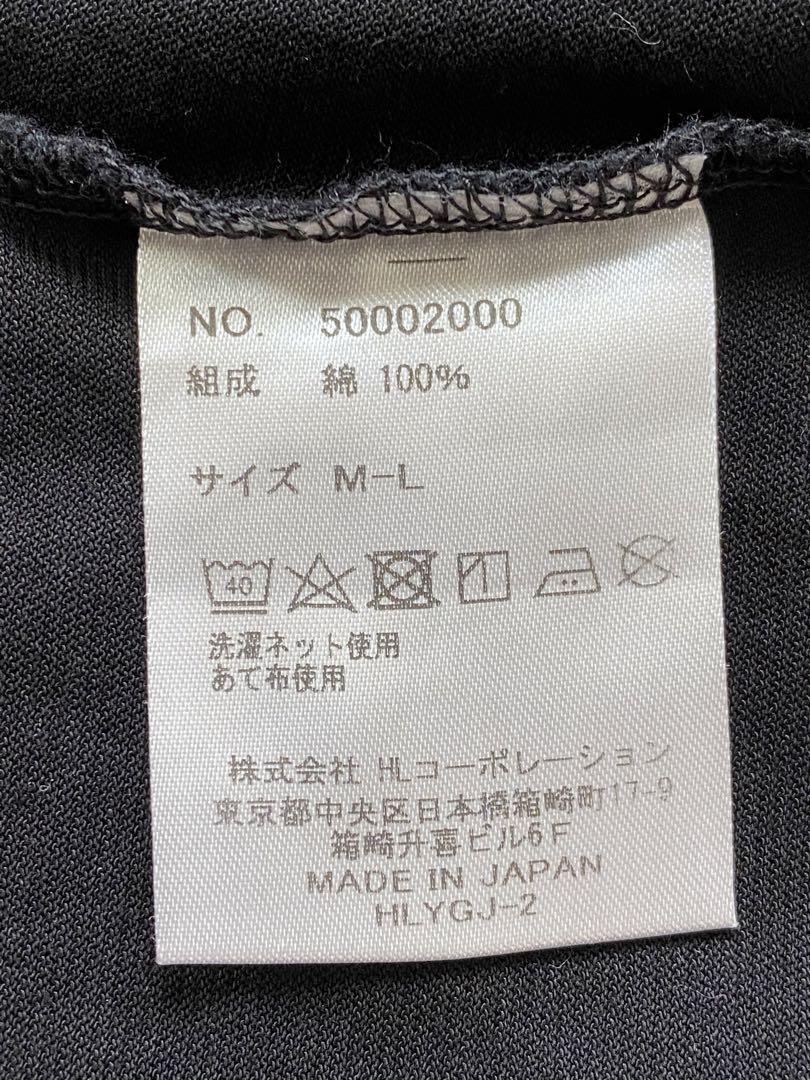 NO. 50002000
組成 綿 100%
サイズ M-L
40
洗濯ネット使用
あて布使用
株式会社 HLコーポレーション
東京都中央区日本橋箱崎町17-9
箱崎升喜ビル6F
MADE IN JAPAN
HLYGJ-2